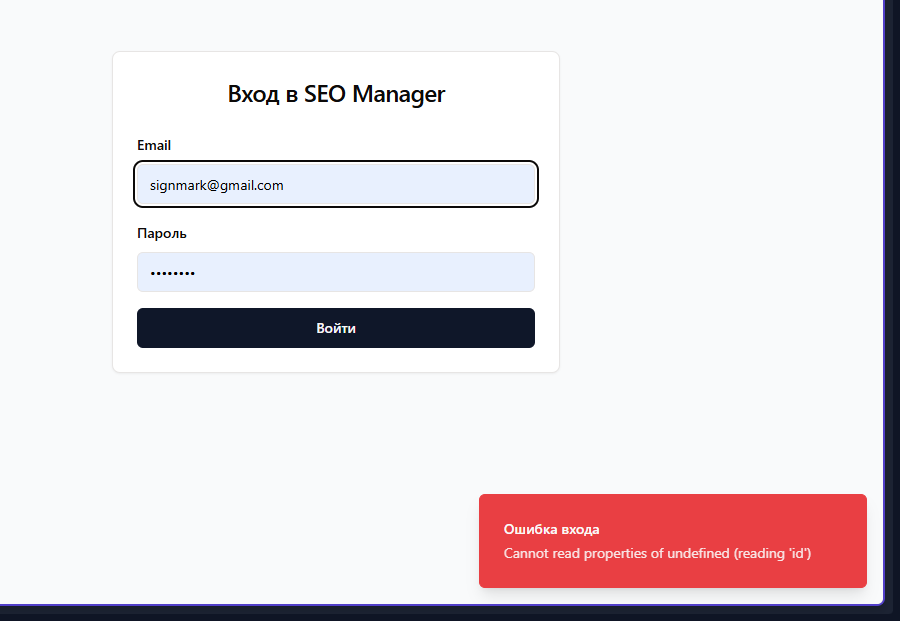 Вход в SEO Manager
Email
signmark@gmail.com
Пароль
••••••••
Войти
Ошибка входа
Cannot read properties of undefined (reading 'id')